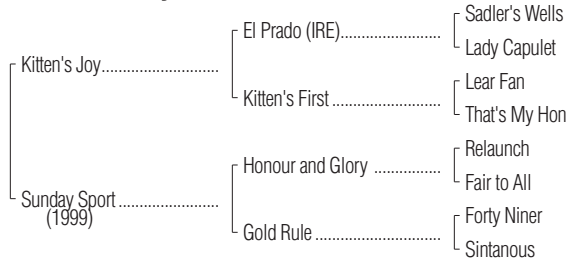 Sadler's Wells
El Prado (IRE)..........................
Lady Capulet
Kitten's Joy..............................
Lear Fan
Kitten's First ............................
That's My Hon
Relaunch
Honour and Glory .................
Fair to All
Sunday Sport..........................
(1999)
Forty Niner
Gold Rule................................
Sintanous